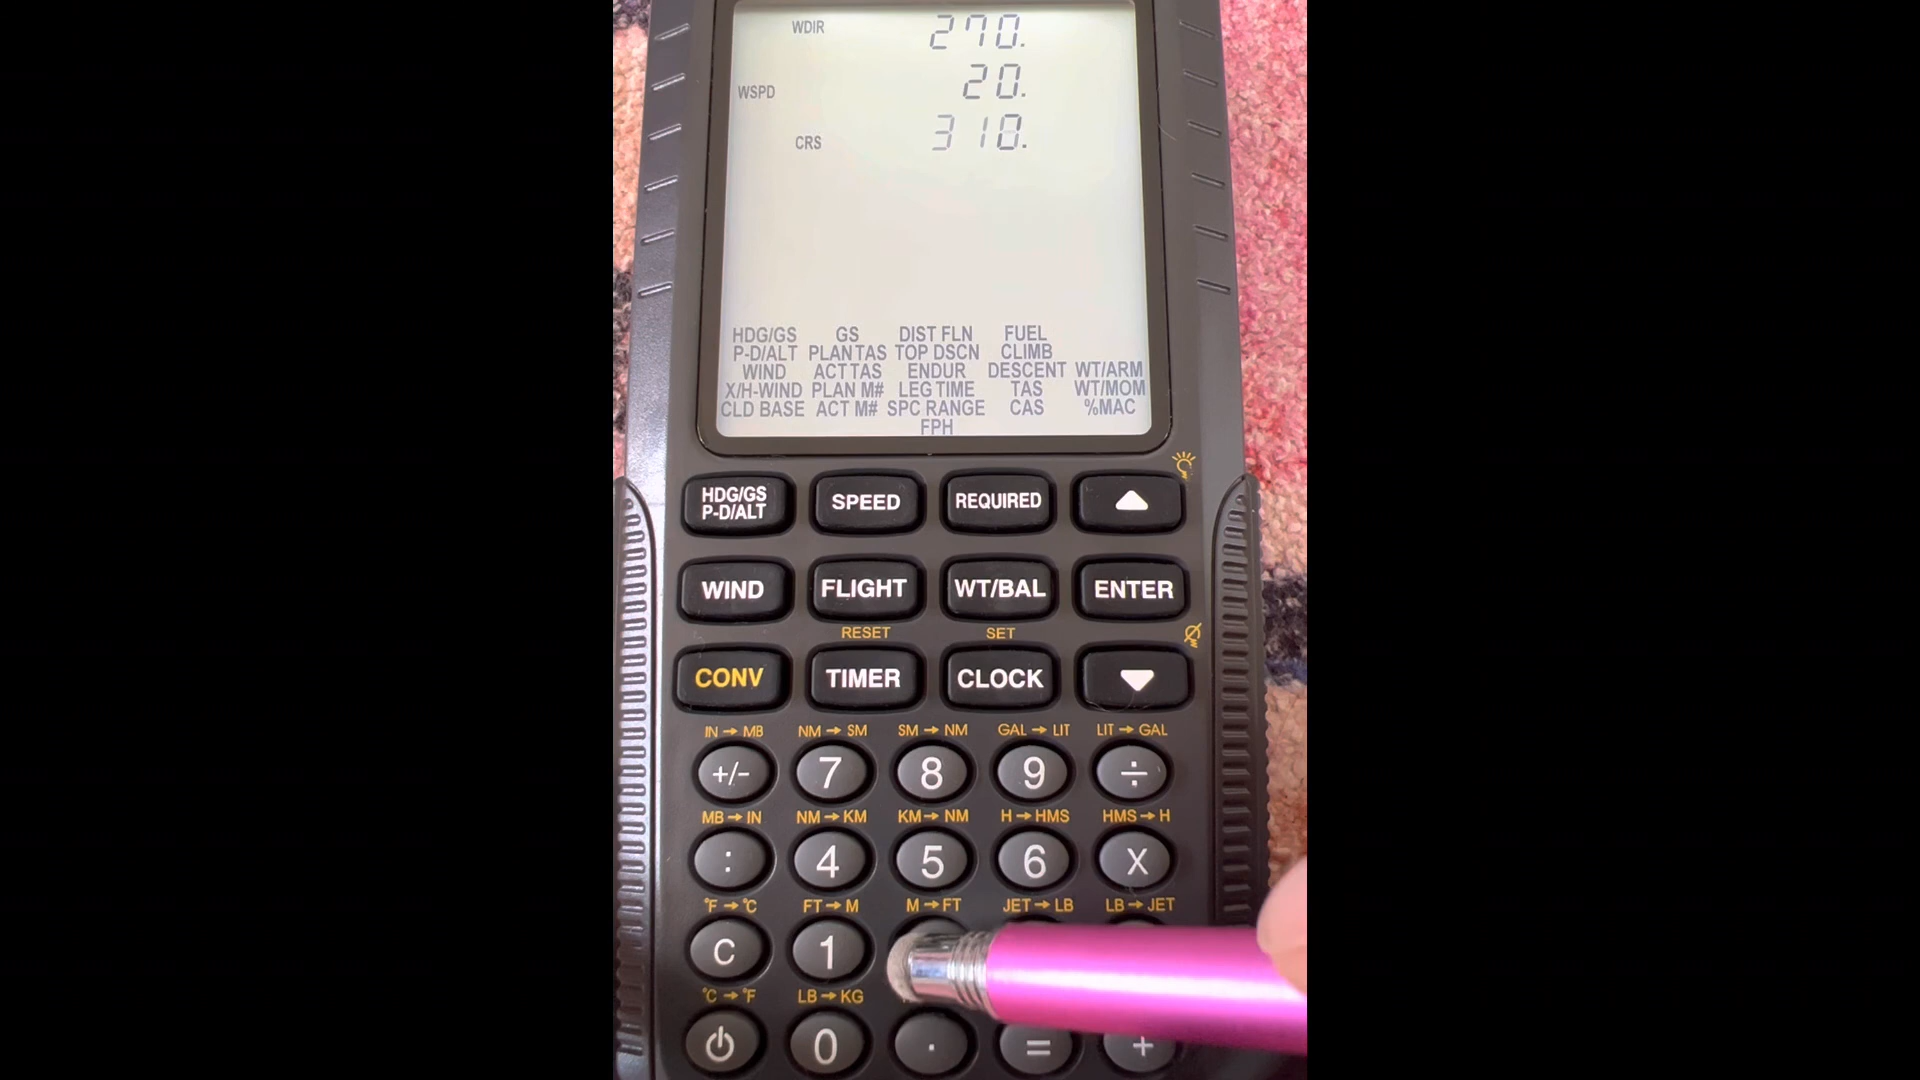 WDIR 270.
WSPD 20.
CRS 318.
HDG/GS GS DIST FLN FUEL
P-D/ALT PLAN TAS TOP DSCN CLIMB
WIND ACT TAS ENDUR DESCENT WT/ARM
X/H-WIND PLAN M# LEG TIME TAS WT/MOM
CLD BASE ACT M# SPC RANGE CAS %MAC
FPH
HDG/GS P-D/ALT SPEED REQUIRED
WIND FLIGHT WT/BAL ENTER
RESET SET
CONV TIMER CLOCK
IN → MB NM → SM SM → NM GAL → LIT LIT → GAL
+/- 7 8 9 ÷
MB → IN NM → KM KM → NM H → HMS HMS → H
: 4 5 6 X
°F → °C FT → M M → FT JET → LB LB → JET
C 1
°C → °F LB → KG
0 . = +